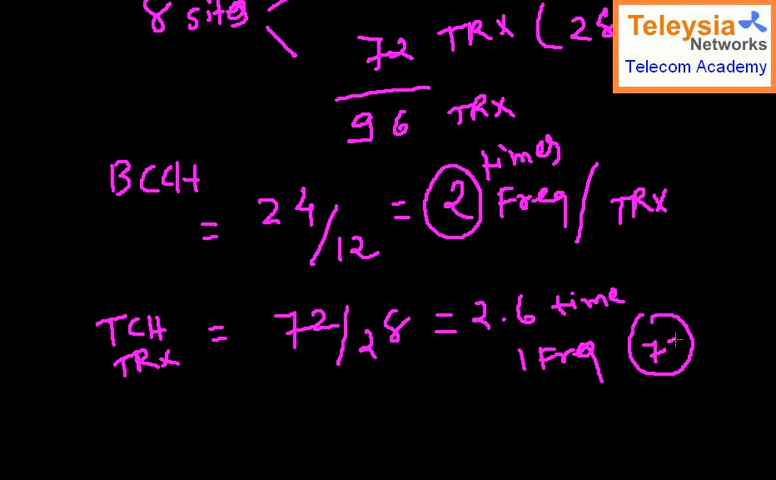 8 sites
72 TRX (28
96 TRX
BCCH = 24/12 = 2 times Freq / TRX
TCH TRX = 72/28 = 2.6 time 1 Freq
Teleysia Networks
Telecom Academy